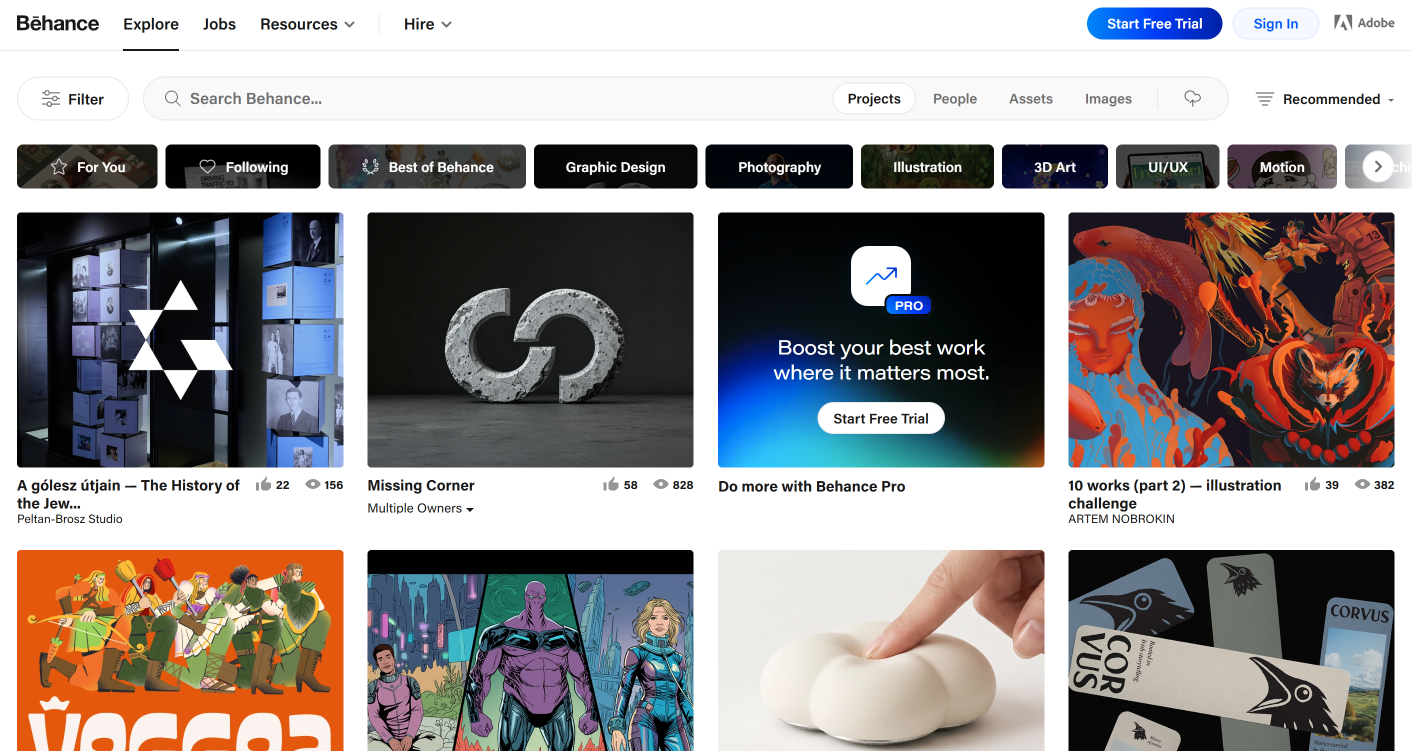 Bēhance
Explore
Jobs
Resources
Hire
Start Free Trial
Sign In
Adobe
Filter
Search Behance...
Projects
People
Assets
Images
Recommended
For You
Following
Best of Behance
Graphic Design
Photography
Illustration
3D Art
UI/UX
Motion
PRO
Boost your best work
where it matters most.
Start Free Trial
13
A gólesz útjain — The History of
the Jew...
22
156
Peltan-Brosz Studio
Missing Corner
58
828
Multiple Owners
Do more with Behance Pro
10 works (part 2) — illustration
challenge
39
382
ARTEM NOBROKIN
CORVUS
COR
VUS